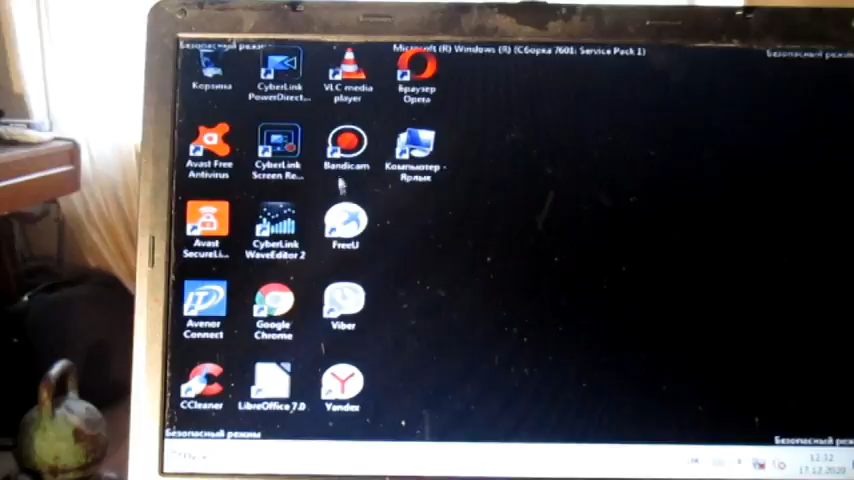 Безопасный режим
Microsoft (R) Windows (R) (Сборка 7601: Service Pack 1)
Безопасный режим
Корзина
CyberLink
PowerDirect...
VLC media
player
Браузер
Opera
Avast Free
Antivirus
CyberLink
Screen Re...
Bandicam
Компьютер -
Ярлык
Avast
SecureLi...
CyberLink
WaveEditor 2
FreeU
Avenor
Connect
Google
Chrome
Viber
CCleaner
LibreOffice 7.0
Yandex
Безопасный режим
Безопасный режи
12:12
17.12.2020